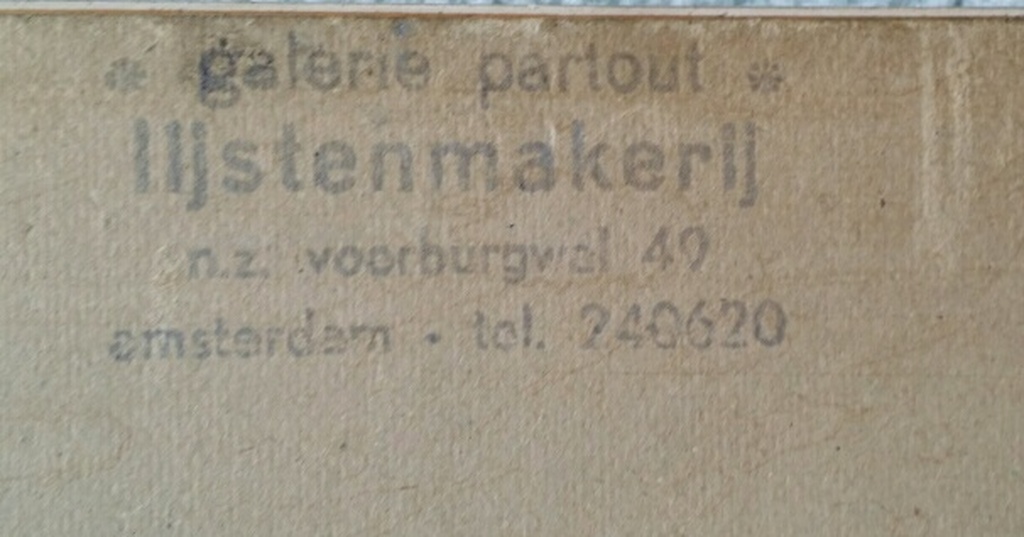 * galerie partout *
lijstenmakerij
n.z. voorburgwal 49
amsterdam • tel. 240620